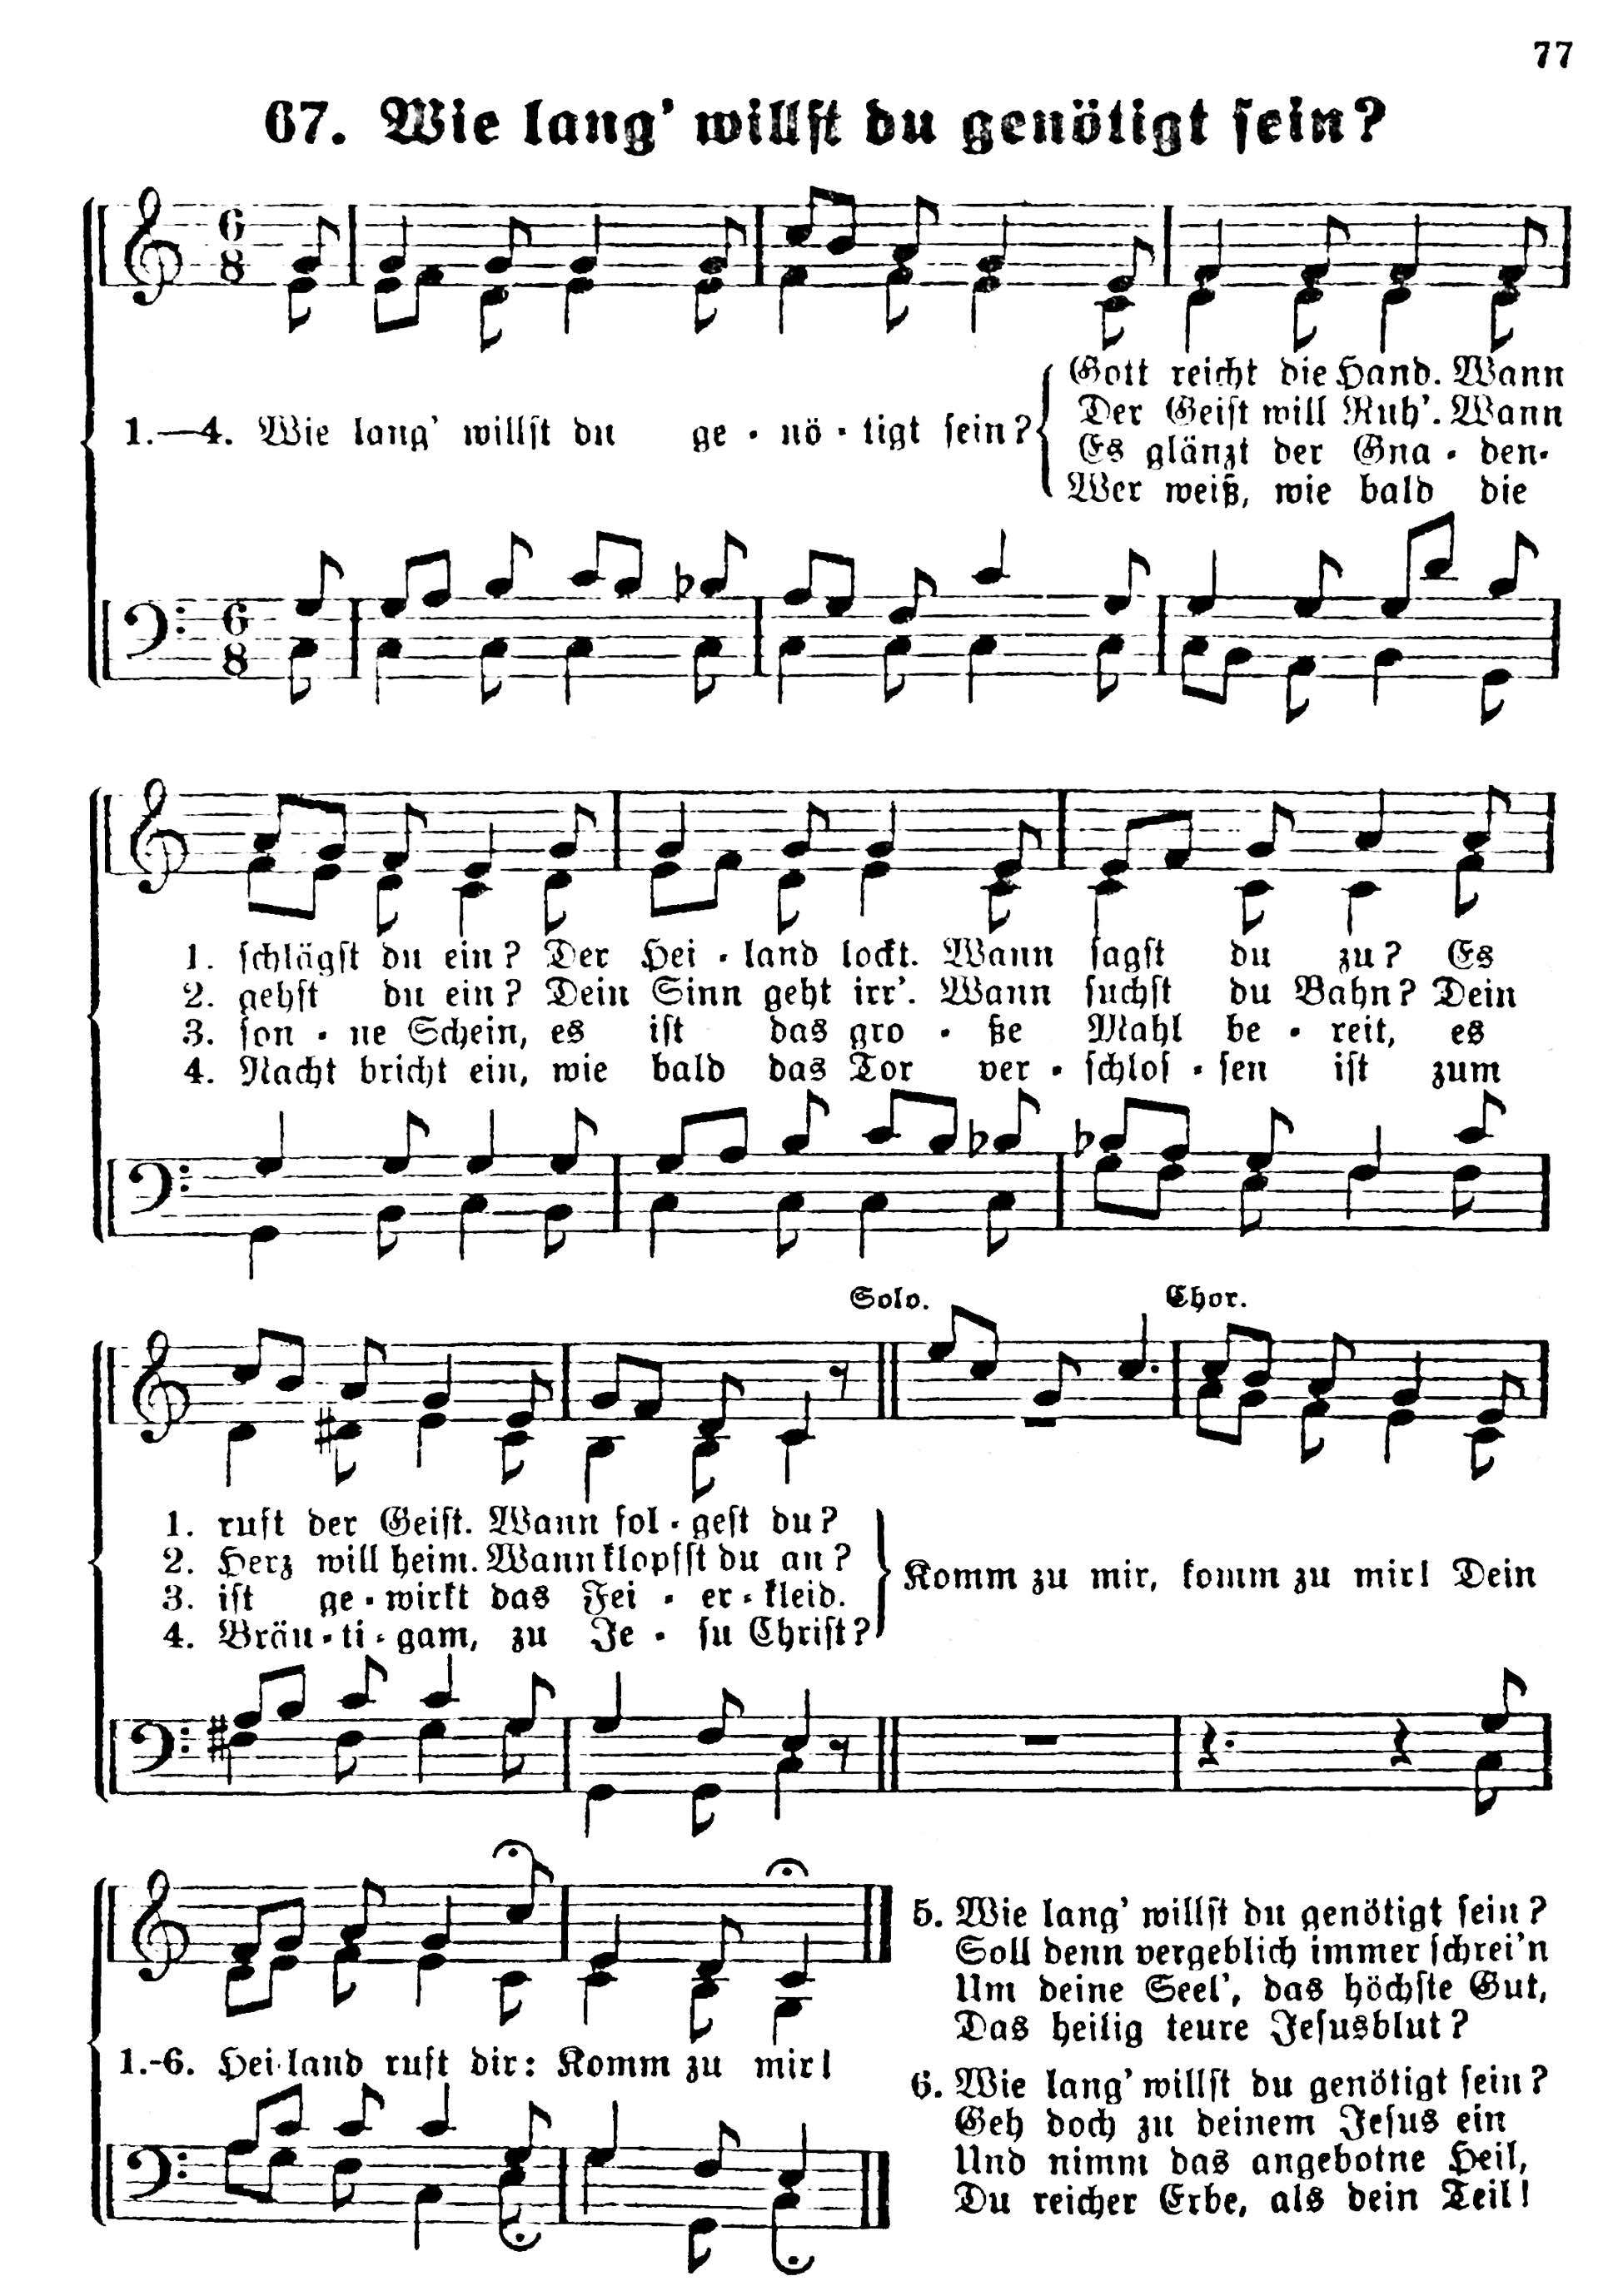 77
67. Wie lang' willst du genötigt sein?
6
8
Gott reicht die Hand. Wann
Der Geist will Ruh'. Wann
1.—4. Wie lang' willst du ge - nö - tigt sein?
Es glänzt der Gna - den-
Wer weiß, wie bald die
6
8
1. schlägst du ein? Der Hei - land lockt. Wann sagst du zu? Es
2. gehst du ein? Dein Sinn geht irr'. Wann suchst du Bahn? Dein
3. son - ne Schein, es ist das gro - ße Mahl be - reit, es
4. Nacht bricht ein, wie bald das Tor ver - schlos - sen ist zum
Solo. Chor.
1. ruft der Geist. Wann fol - gest du?
2. Herz will heim. Wann klopfst du an?
3. ist ge - wirkt das Fei - er - kleid.
4. Bräu - ti - gam, zu Je - su Christ?
Komm zu mir, komm zu mir! Dein
1.-6. Hei - land ruft dir: Komm zu mir!
5. Wie lang' willst du genötigt sein?
Soll denn vergeblich immer schrei'n
Um deine Seel', das höchste Gut,
Das heilig teure Jesusblut?
6. Wie lang' willst du genötigt sein?
Geh doch zu deinem Jesus ein
Und nimm das angebotne Heil,
Du reicher Erbe, als dein Teil!